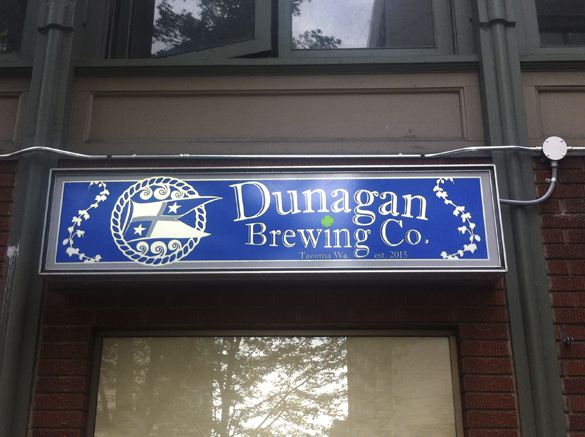 Dunagan
Brewing Co.
Tacoma Wa. est. 2015